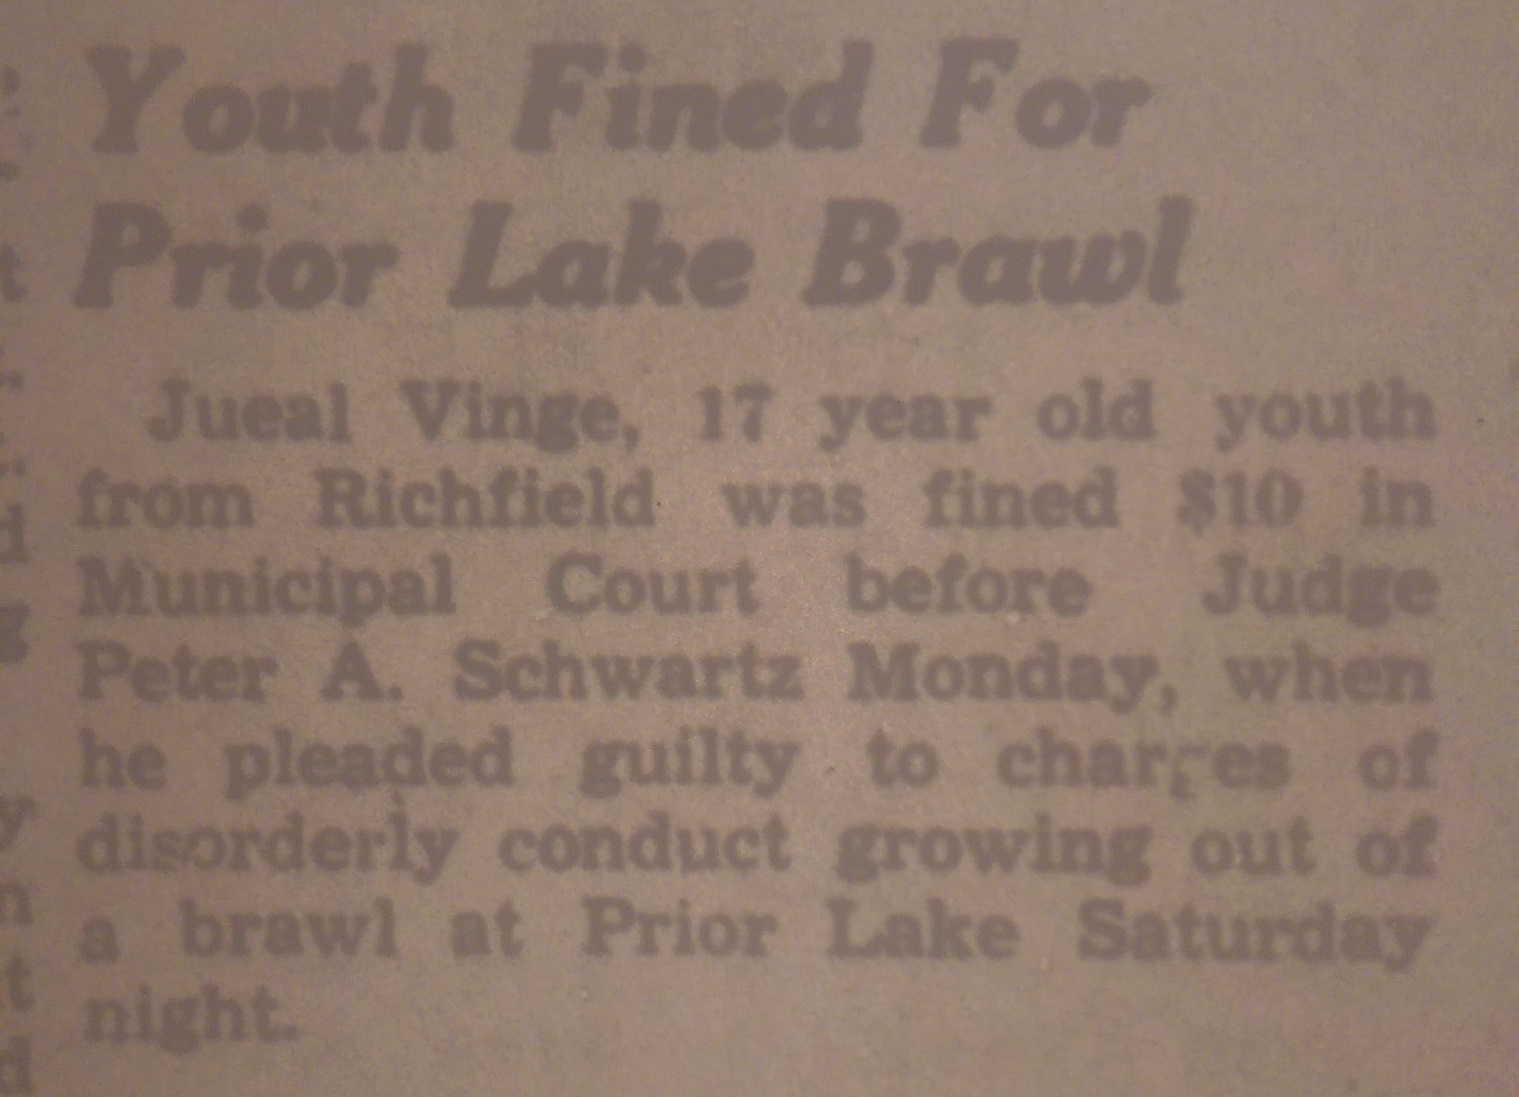 Youth Fined For
Prior Lake Brawl
Jueal Vinge, 17 year old youth
from Richfield was fined $10 in
Municipal Court before Judge
Peter A. Schwartz Monday, when
he pleaded guilty to charges of
disorderly conduct growing out of
a brawl at Prior Lake Saturday
night.